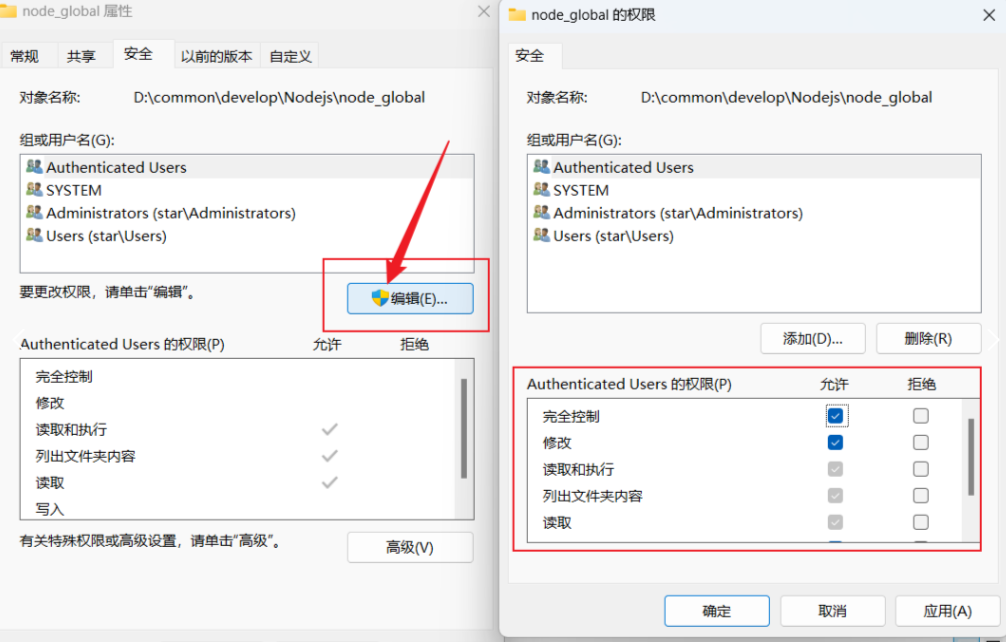 node_global 属性
常规 共享 安全 以前的版本 自定义
对象名称: D:\common\develop\Nodejs\node_global
组或用户名(G):
Authenticated Users
SYSTEM
Administrators (star\Administrators)
Users (star\Users)
要更改权限，请单击"编辑"。
编辑(E)...
Authenticated Users 的权限(P) 允许 拒绝
完全控制
修改
读取和执行
列出文件夹内容
读取
写入
有关特殊权限或高级设置，请单击"高级"。
高级(V)
node_global 的权限
安全
对象名称: D:\common\develop\Nodejs\node_global
组或用户名(G):
Authenticated Users
SYSTEM
Administrators (star\Administrators)
Users (star\Users)
添加(D)... 删除(R)
Authenticated Users 的权限(P) 允许 拒绝
完全控制
修改
读取和执行
列出文件夹内容
读取
确定 取消 应用(A)